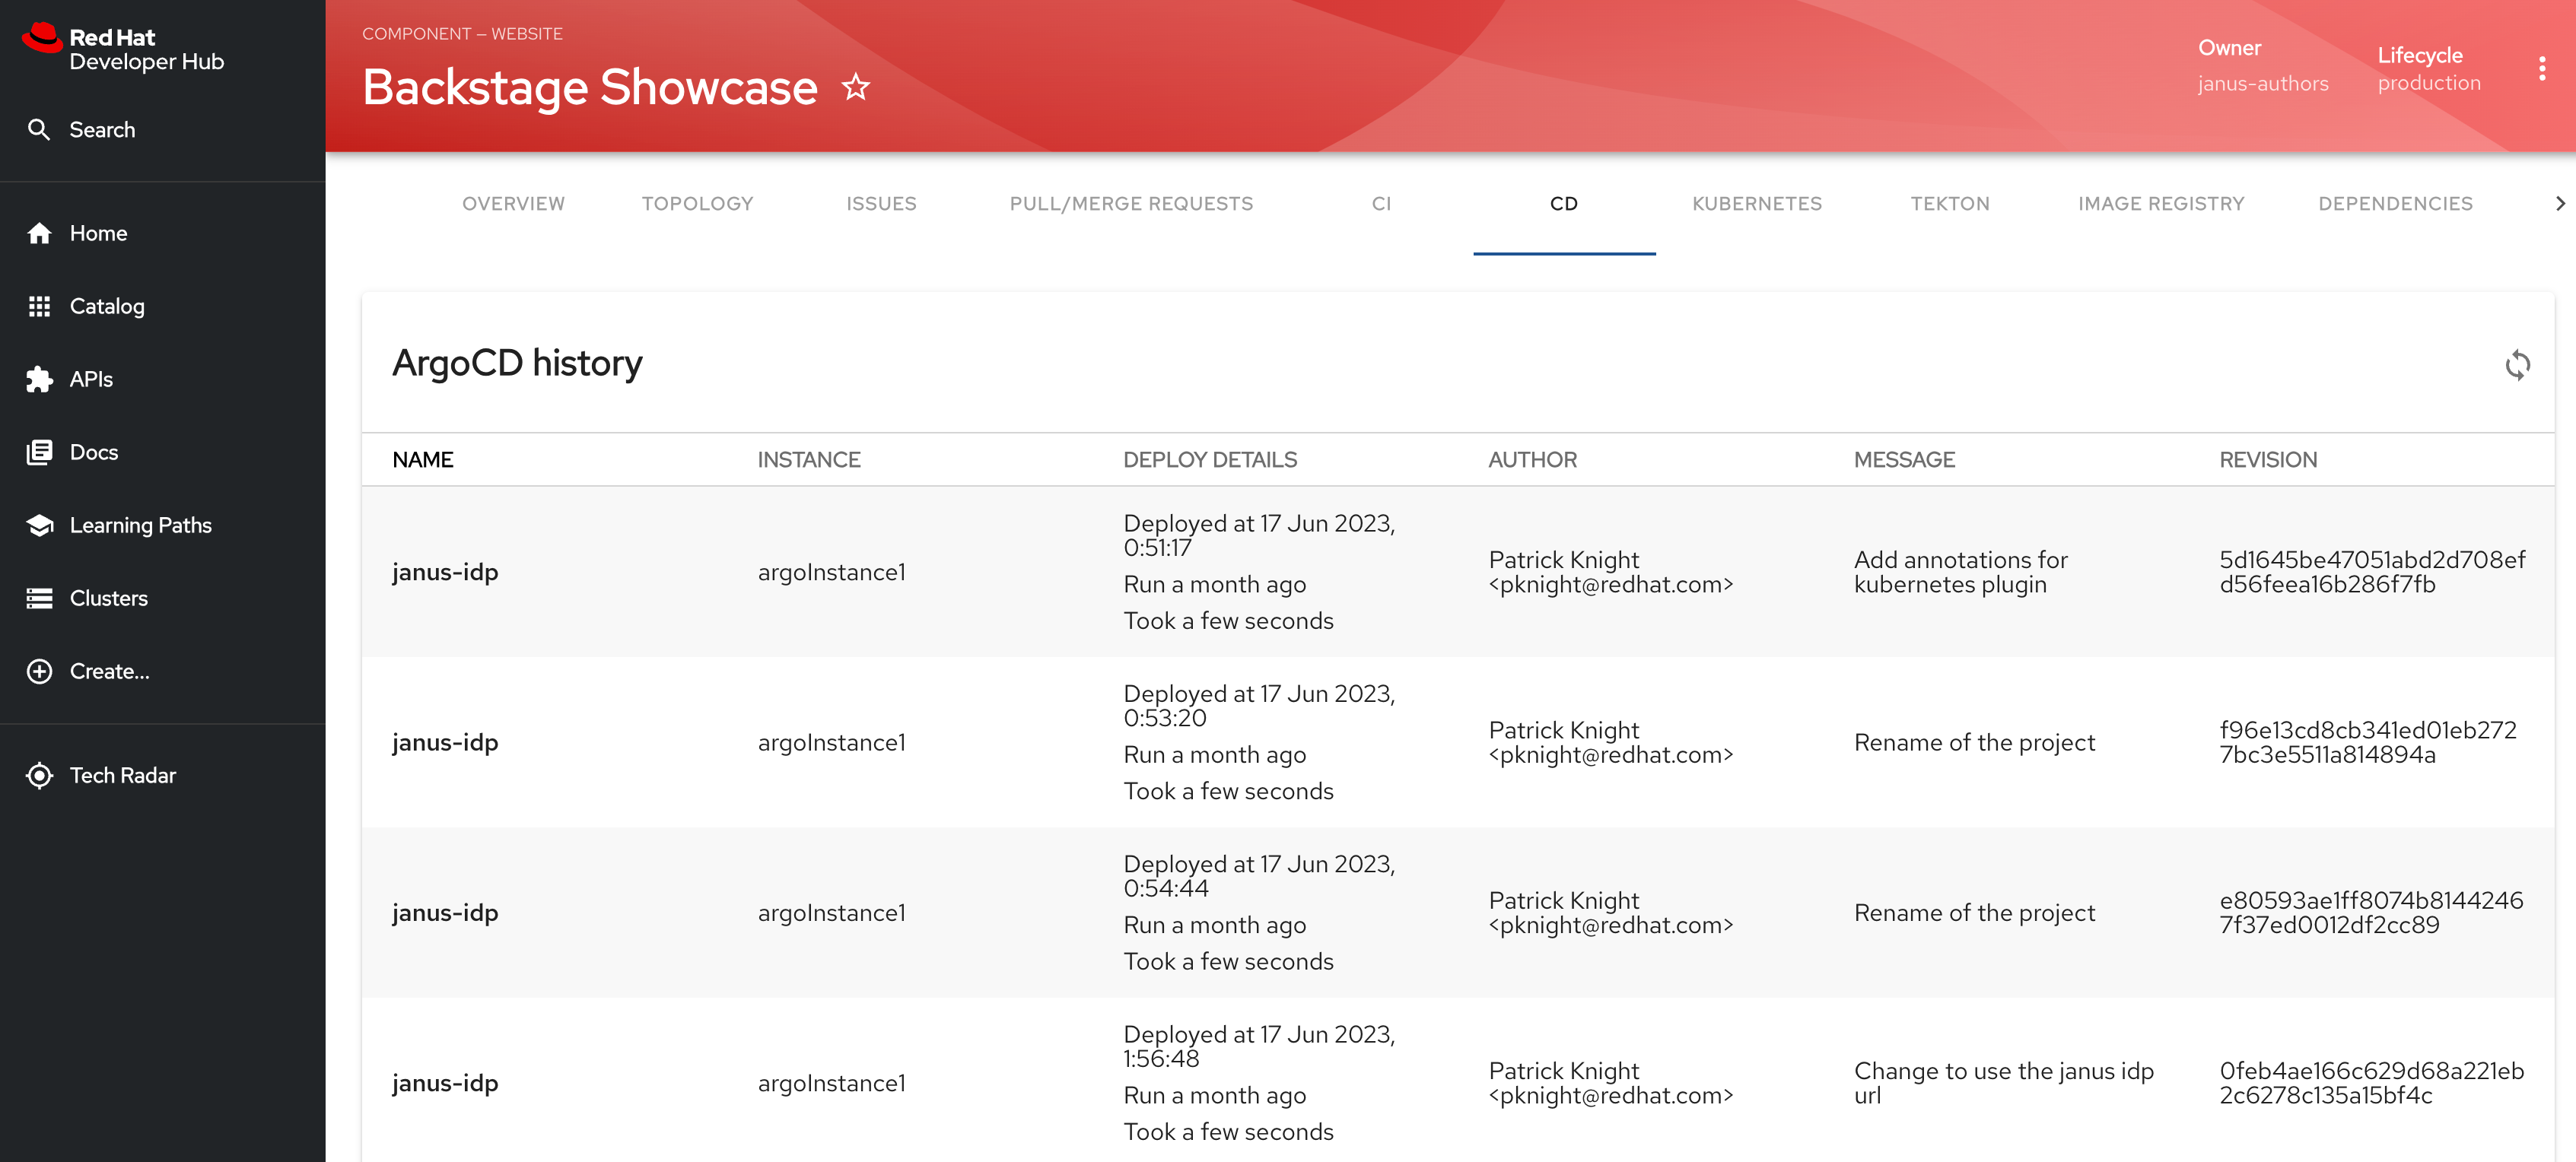 Red Hat
Developer Hub
Search
Home
Catalog
APIs
Docs
Learning Paths
Clusters
Create...
Tech Radar
COMPONENT — WEBSITE
Backstage Showcase
Owner
janus-authors
Lifecycle
production
OVERVIEW TOPOLOGY ISSUES PULL/MERGE REQUESTS CI CD KUBERNETES TEKTON IMAGE REGISTRY DEPENDENCIES
ArgoCD history
NAME INSTANCE DEPLOY DETAILS AUTHOR MESSAGE REVISION
janus-idp
argoInstance1
Deployed at 17 Jun 2023,
0:51:17
Run a month ago
Took a few seconds
Patrick Knight
<pknight@redhat.com>
Add annotations for
kubernetes plugin
5d1645be47051abd2d708ef
d56feea16b286f7fb
janus-idp
argoInstance1
Deployed at 17 Jun 2023,
0:53:20
Run a month ago
Took a few seconds
Patrick Knight
<pknight@redhat.com>
Rename of the project
f96e13cd8cb341ed01eb272
7bc3e5511a814894a
janus-idp
argoInstance1
Deployed at 17 Jun 2023,
0:54:44
Run a month ago
Took a few seconds
Patrick Knight
<pknight@redhat.com>
Rename of the project
e80593ae1ff8074b8144246
7f37ed0012df2cc89
janus-idp
argoInstance1
Deployed at 17 Jun 2023,
1:56:48
Run a month ago
Took a few seconds
Patrick Knight
<pknight@redhat.com>
Change to use the janus idp
url
0feb4ae166c629d68a221eb
2c6278c135a15bf4c